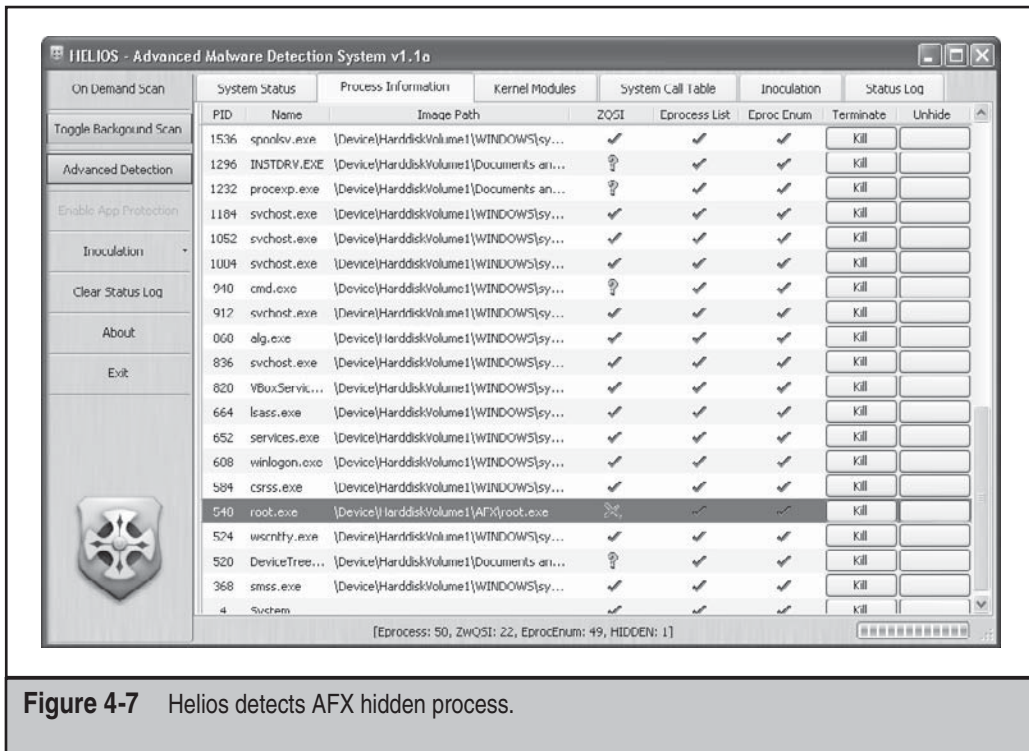 HELIOS - Advanced Malware Detection System v1.1a
On Demand Scan
Toggle Backgound Scan
Advanced Detection
Enable App Protection
Inoculation
Clear Status Log
About
Exit
System Status Process Information Kernel Modules System Call Table Inoculation Status Log
PID Name Image Path ZQSI Eprocess List Eproc Enum Terminate Unhide
1536 spoolsv.exe \Device\HarddiskVolume1\WINDOWS\sy... Kill
1296 INSTDRV.EXE \Device\HarddiskVolume1\Documents an... Kill
1232 procexp.exe \Device\HarddiskVolume1\Documents an... Kill
1184 svchost.exe \Device\HarddiskVolume1\WINDOWS\sy... Kill
1052 svchost.exe \Device\HarddiskVolume1\WINDOWS\sy... Kill
1004 svchost.exe \Device\HarddiskVolume1\WINDOWS\sy... Kill
940 cmd.exe \Device\HarddiskVolume1\WINDOWS\sy... Kill
912 svchost.exe \Device\HarddiskVolume1\WINDOWS\sy... Kill
860 alg.exe \Device\HarddiskVolume1\WINDOWS\sy... Kill
836 svchost.exe \Device\HarddiskVolume1\WINDOWS\sy... Kill
820 VBoxServic... \Device\HarddiskVolume1\WINDOWS\sy... Kill
664 lsass.exe \Device\HarddiskVolume1\WINDOWS\sy... Kill
652 services.exe \Device\HarddiskVolume1\WINDOWS\sy... Kill
608 winlogon.exe \Device\HarddiskVolume1\WINDOWS\sy... Kill
584 csrss.exe \Device\HarddiskVolume1\WINDOWS\sy... Kill
540 root.exe \Device\HarddiskVolume1\AFX\root.exe Kill
524 wscntfy.exe \Device\HarddiskVolume1\WINDOWS\sy... Kill
520 DeviceTree... \Device\HarddiskVolume1\Documents an... Kill
368 smss.exe \Device\HarddiskVolume1\WINDOWS\sy... Kill
4 System Kill
[Eprocess: 50, ZwQSI: 22, EprocEnum: 49, HIDDEN: 1]
Figure 4-7 Helios detects AFX hidden process.